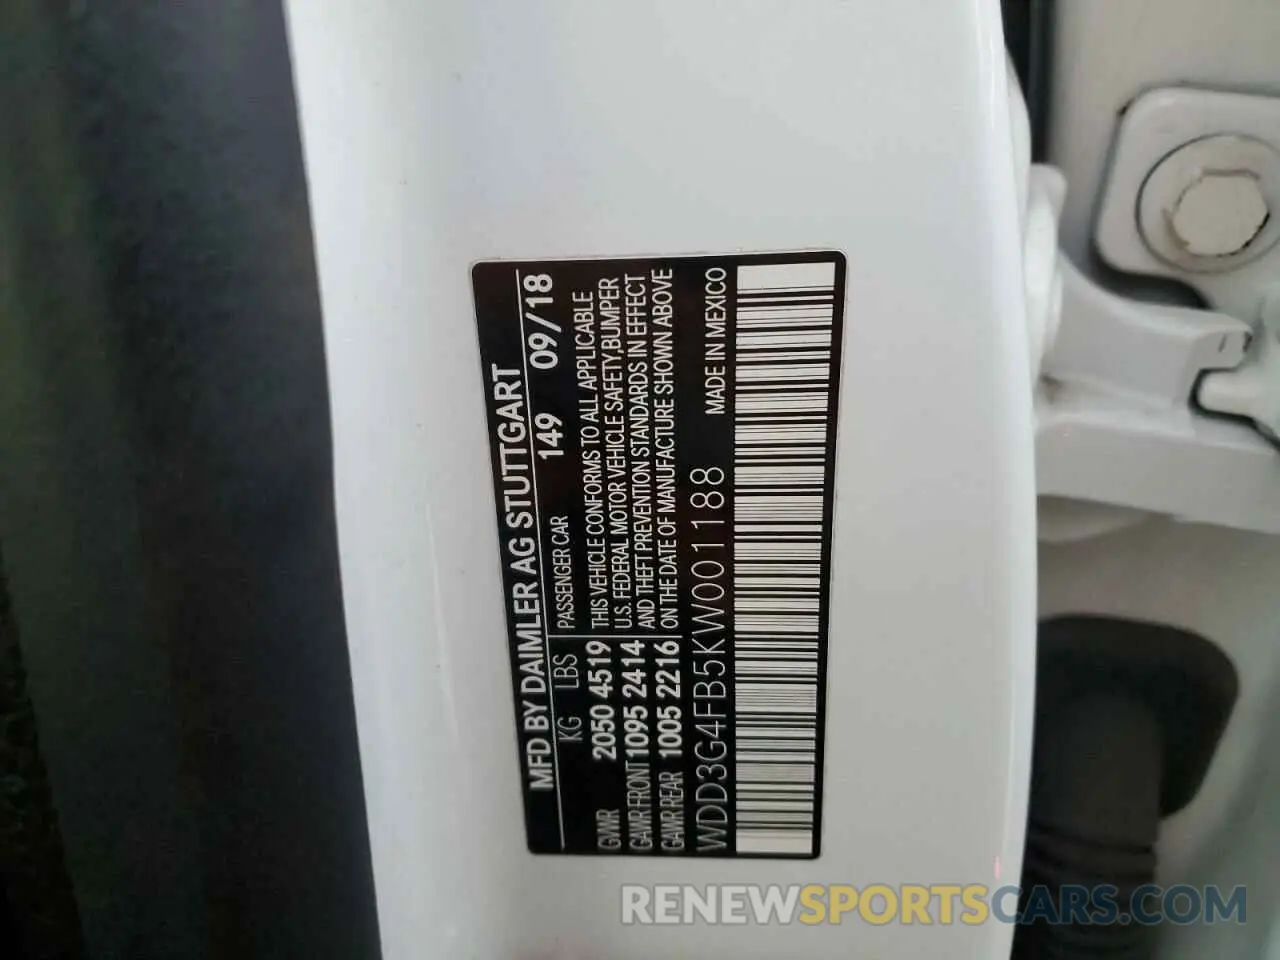 MFD BY DAIMLER AG STUTTGART
KG LBS PASSENGER CAR 149 09/18
GVWR 2050 4519 THIS VEHICLE CONFORMS TO ALL APPLICABLE
GAWR FRONT 1095 2414 U.S. FEDERAL MOTOR VEHICLE SAFETY,BUMPER
GAWR REAR 1005 2216 AND THEFT PREVENTION STANDARDS IN EFFECT
ON THE DATE OF MANUFACTURE SHOWN ABOVE
WDD3G4FB5KW001188 MADE IN MEXICO
RENEWSPORTSCARS.COM